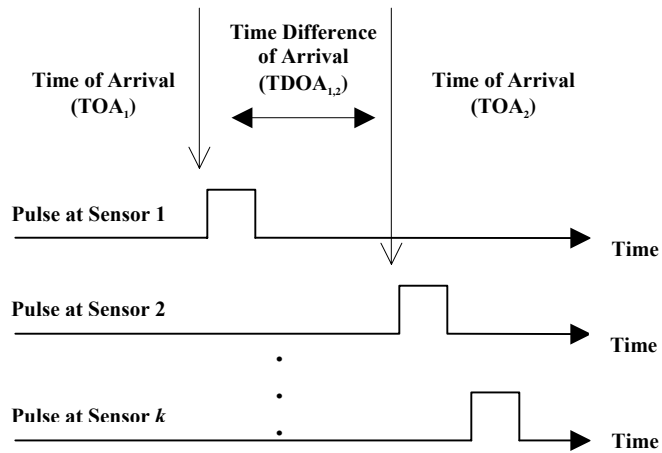 Time Difference
of Arrival
(TDOA1,2)
Time of Arrival
(TOA1)
Time of Arrival
(TOA2)
Pulse at Sensor 1
Time
Pulse at Sensor 2
Time
Pulse at Sensor k
Time